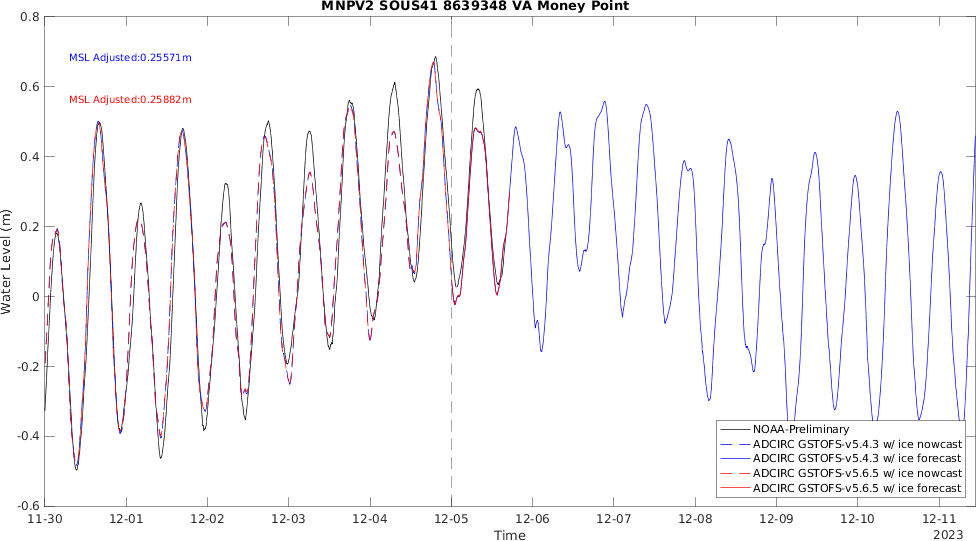 MNPV2 SOUS41 8639348 VA Money Point
0.8
MSL Adjusted:0.25571m
0.6
MSL Adjusted:0.25882m
0.4
0.2
Water Level (m)
0
-0.2
-0.4
NOAA-Preliminary
ADCIRC GSTOFS-v5.4.3 w/ ice nowcast
ADCIRC GSTOFS-v5.4.3 w/ ice forecast
ADCIRC GSTOFS-v5.6.5 w/ ice nowcast
ADCIRC GSTOFS-v5.6.5 w/ ice forecast
-0.6
11-30 12-01 12-02 12-03 12-04 12-05 12-06 12-07 12-08 12-09 12-10 12-11
Time
2023